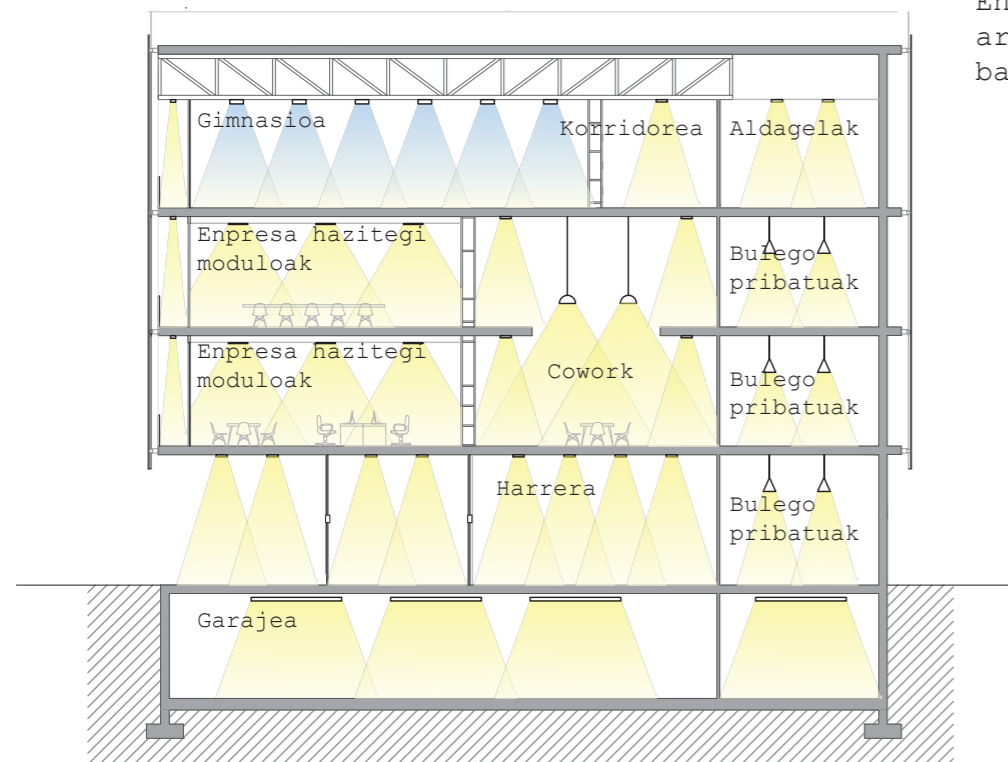 Gimnasioa
Korridorea
Aldagelak
Enpresa hazitegi
moduloak
Bulego
pribatuak
Enpresa hazitegi
moduloak
Cowork
Bulego
pribatuak
Harrera
Bulego
pribatuak
Garajea